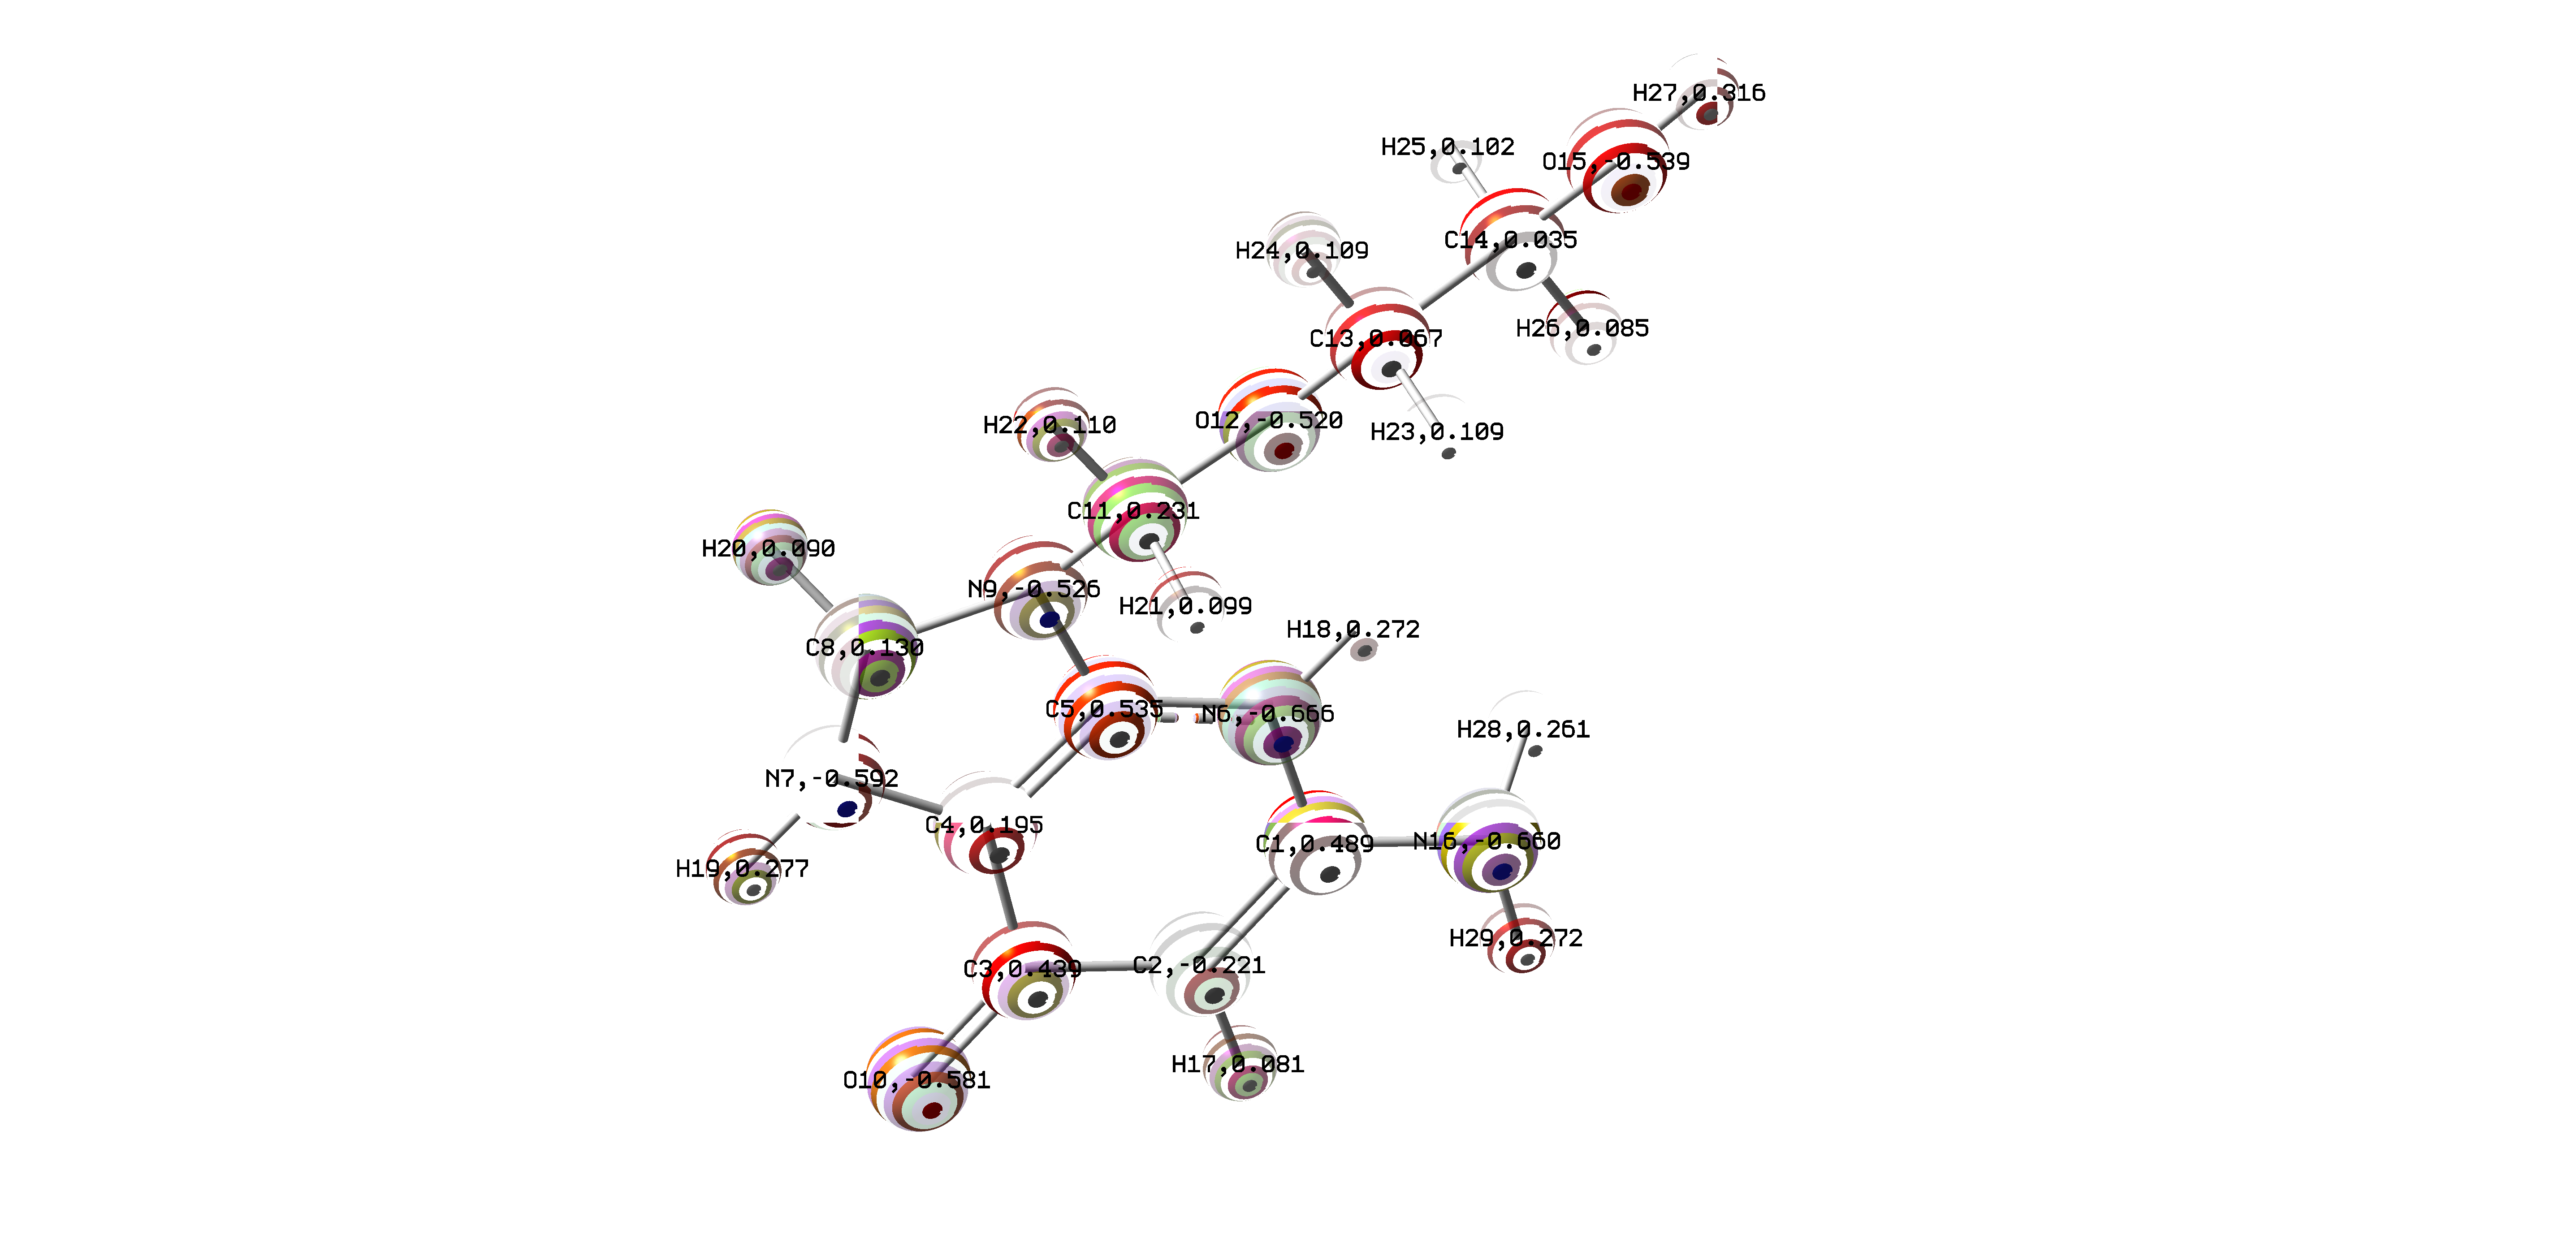 H27,0.316
H25,0.102
O15,-0.539
C14,0.035
H24,0.109
H26,0.085
C13,0.067
O12,-0.520
H22,0.110
H23,0.109
C11,0.231
H20,0.090
N9,-0.526
H21,0.099
H18,0.272
C8,0.130
C5,0.535
N6,-0.666
H28,0.261
N7,-0.592
C4,0.195
C1,0.489
N16,-0.660
H19,0.277
H29,0.272
C3,0.439
C2,-0.221
H17,0.081
O10,-0.581